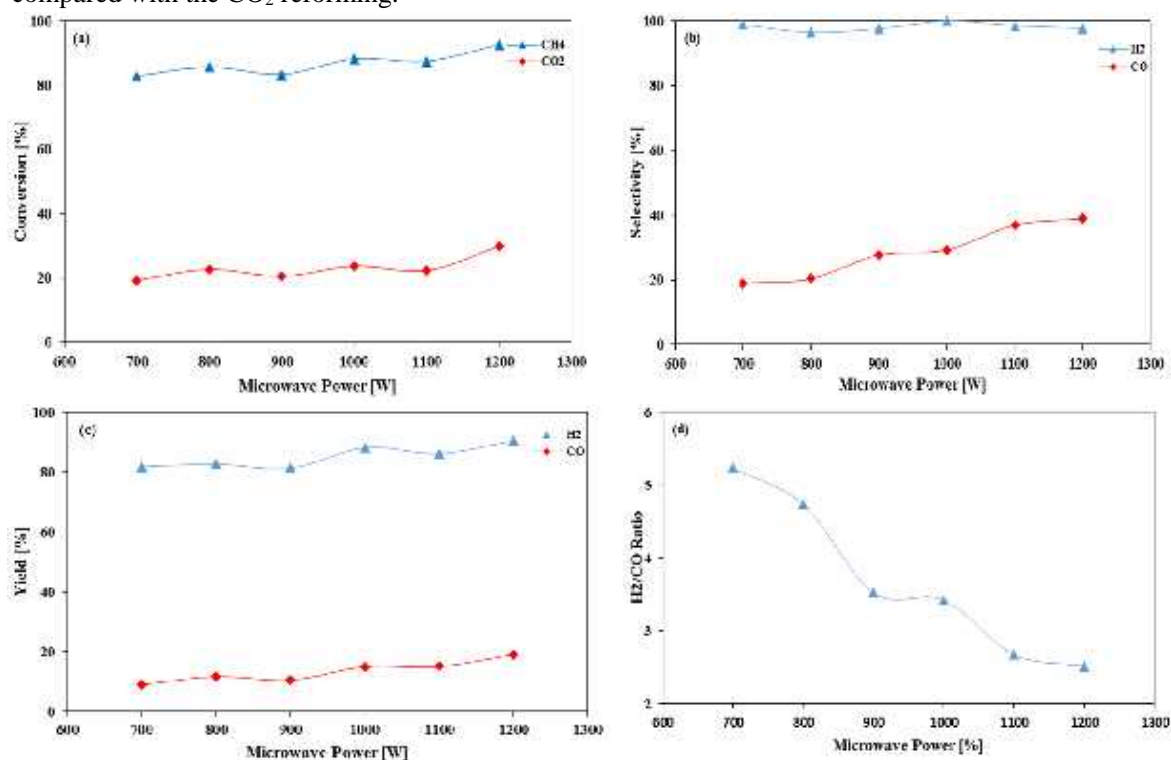 compared with the CO₂ reforming.
(a)
CH4
CO2
100
80
60
40
20
0
Conversion [%]
600 700 800 900 1000 1100 1200 1300
Microwave Power [W]
(b)
H2
CO
100
80
60
40
20
0
Selectivity [%]
600 700 800 900 1000 1100 1200 1300
Microwave Power [W]
(c)
H2
CO
100
80
60
40
20
0
Yield [%]
600 700 800 900 1000 1100 1200 1300
Microwave Power [W]
(d)
6
5
4
3
2
H2/CO Ratio
600 700 800 900 1000 1100 1200 1300
Microwave Power [%]